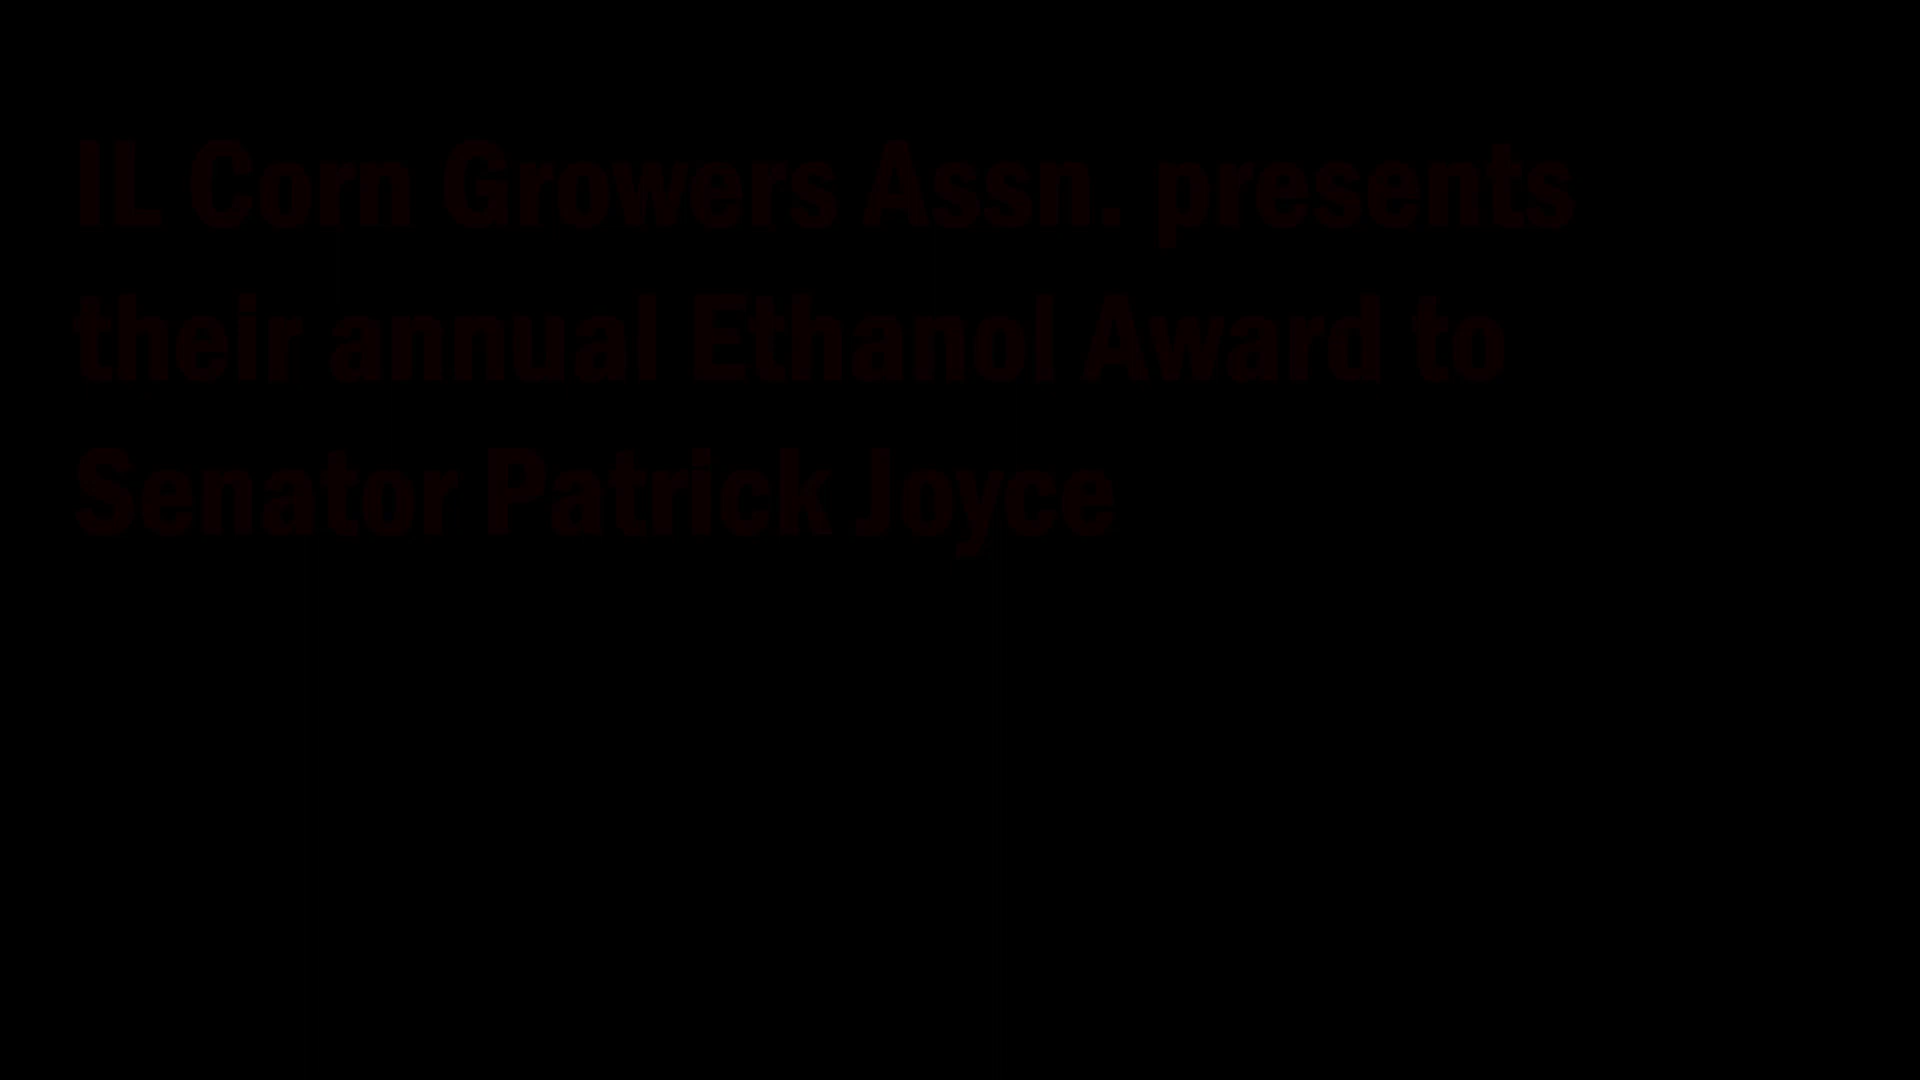 IL Corn Growers Assn. presents
their annual Ethanol Award to
Senator Patrick Joyce